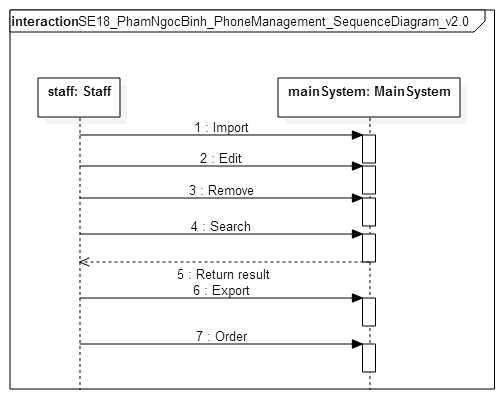 interactionSE18_PhamNgocBinh_PhoneManagement_SequenceDiagram_v2.0
staff: Staff
mainSystem: MainSystem
1 : Import
2 : Edit
3 : Remove
4 : Search
5 : Return result
6 : Export
7 : Order